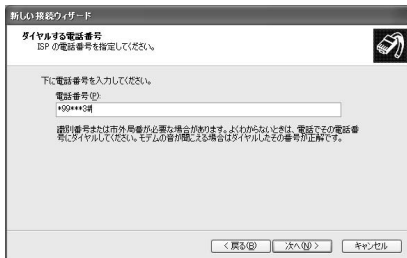 新しい接続ウィザード
ダイヤルする電話番号
ISP の電話番号を指定してください。
下に電話番号を入力してください。
電話番号(P):
*99***3#
識別番号または市外局番が必要な場合があります。よくわからないときは、電話でその電話番
号にダイヤルしてください。モデムの音が聞こえる場合はダイヤルしたその番号が正解です。
< 戻る(B)
次へ(N) >
キャンセル